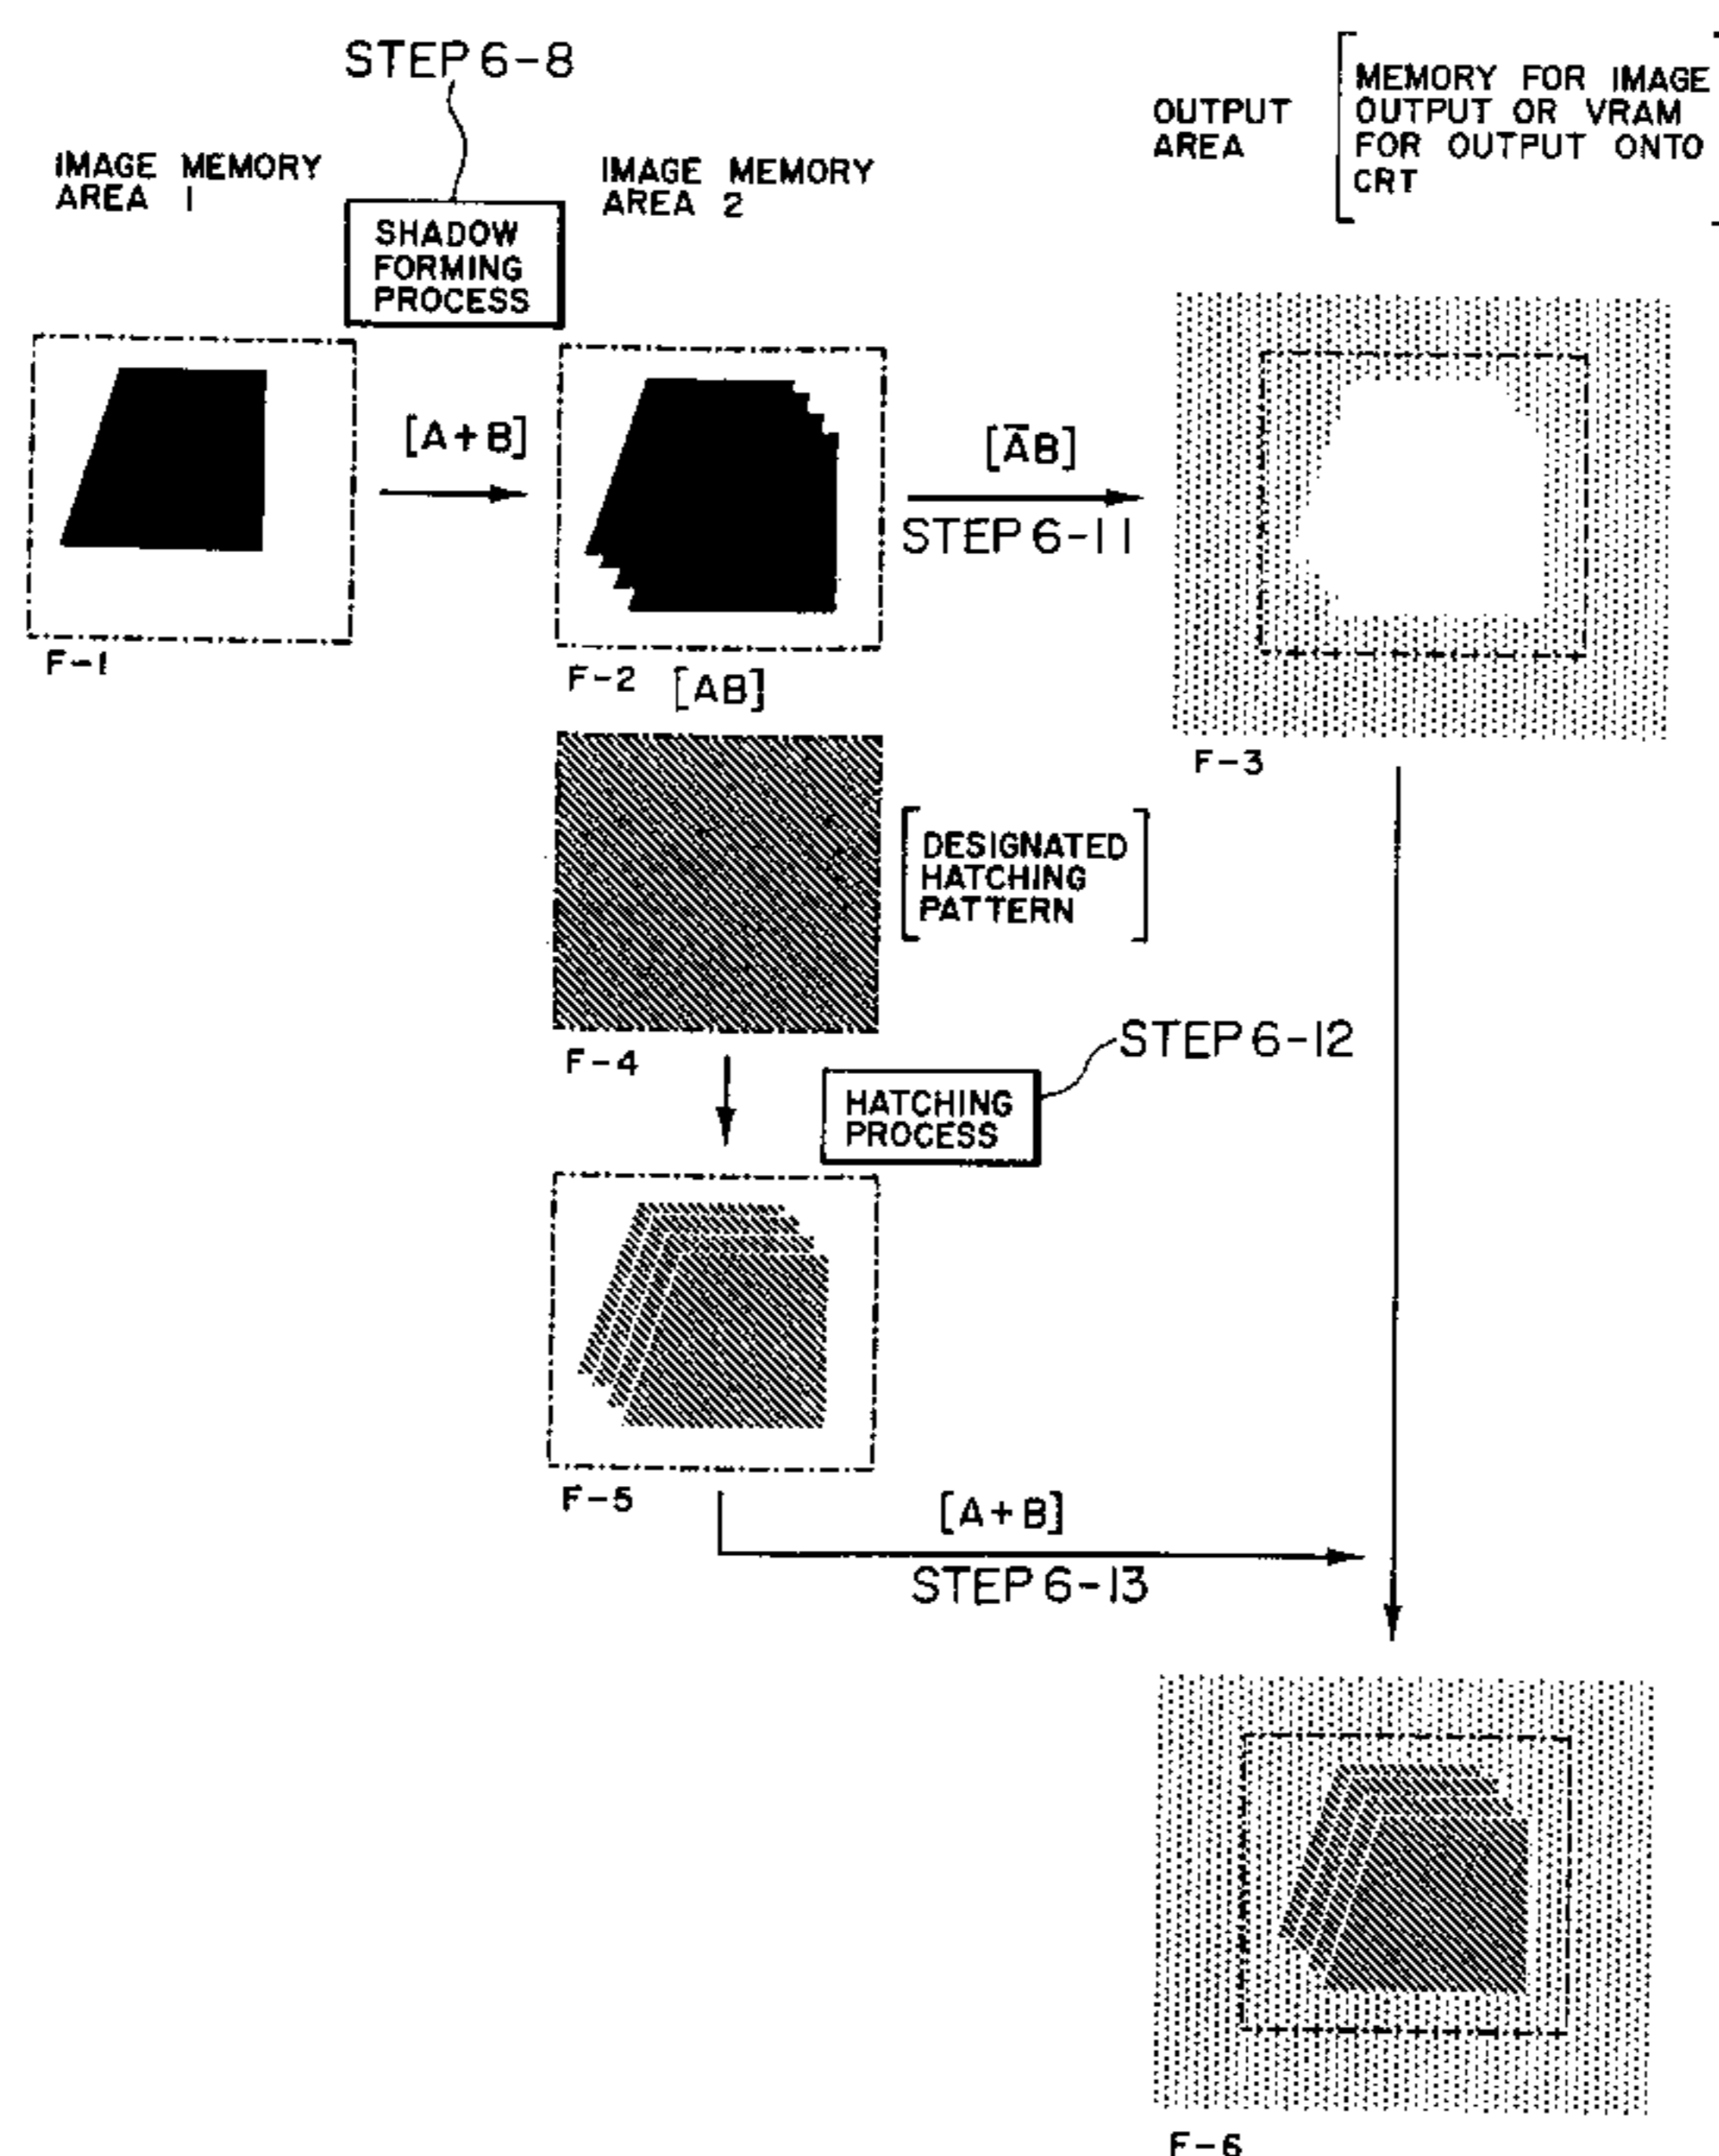 STEP 6-8
IMAGE MEMORY
AREA 1
SHADOW
FORMING
PROCESS
IMAGE MEMORY
AREA 2
OUTPUT
AREA
MEMORY FOR IMAGE
OUTPUT OR VRAM
FOR OUTPUT ONTO
CRT
[A+B]
[A̅B]
STEP 6-11
F-1
F-2
[AB]
F-3
DESIGNATED
HATCHING
PATTERN
F-4
STEP 6-12
HATCHING
PROCESS
F-5
[A+B]
STEP 6-13
F-6